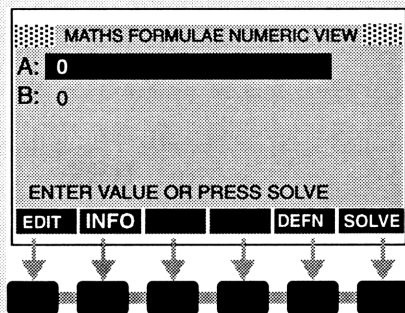 MATHS FORMULAE NUMERIC VIEW
A: 0
B: 0
ENTER VALUE OR PRESS SOLVE
EDIT INFO DEFN SOLVE